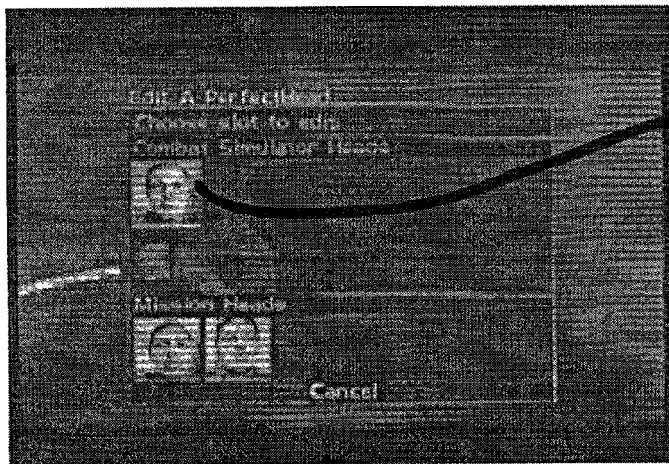 Edit A PerfectHead
Choose slot to edit:
Combat Simulator Heads
Mission Heads
Cancel